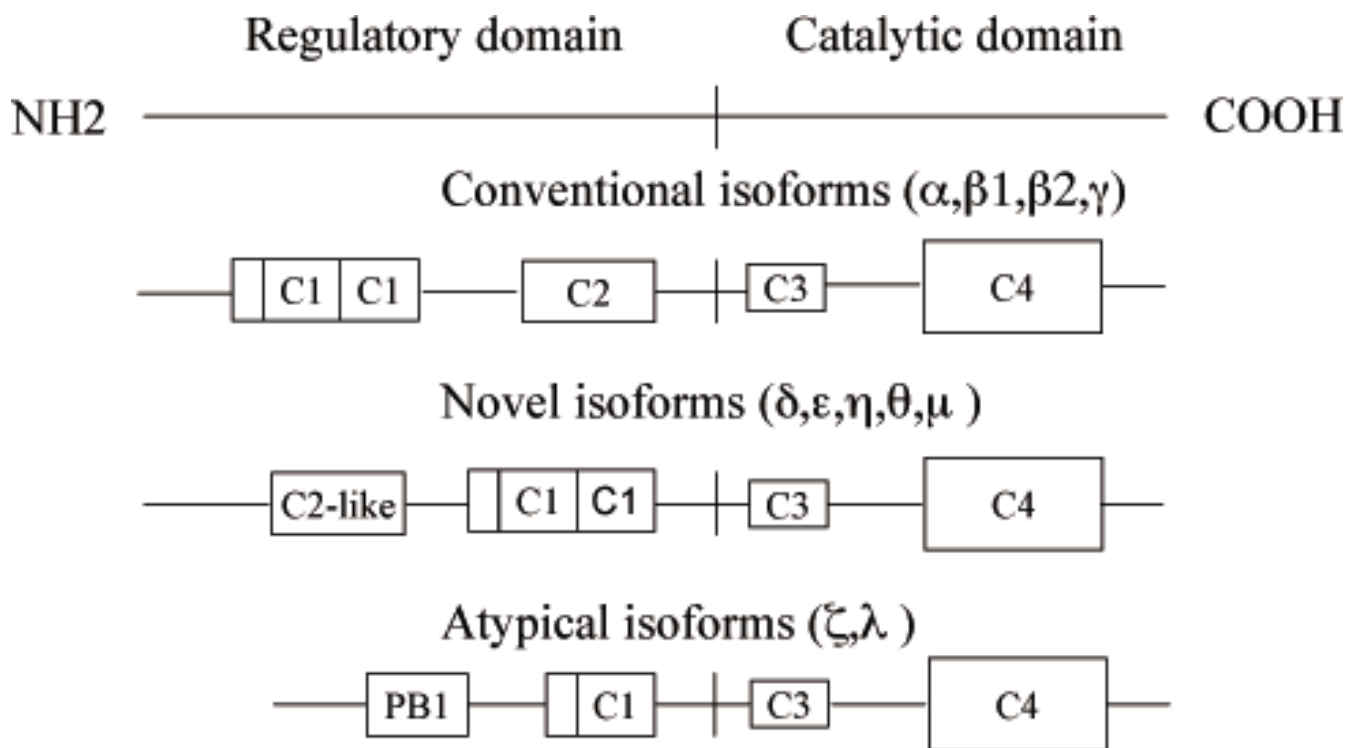 Regulatory domain Catalytic domain
NH2 COOH
Conventional isoforms (α,β1,β2,γ)
C1 C1 C2 C3 C4
Novel isoforms (δ,ε,η,θ,μ )
C2-like C1 C1 C3 C4
Atypical isoforms (ζ,λ )
PB1 C1 C3 C4